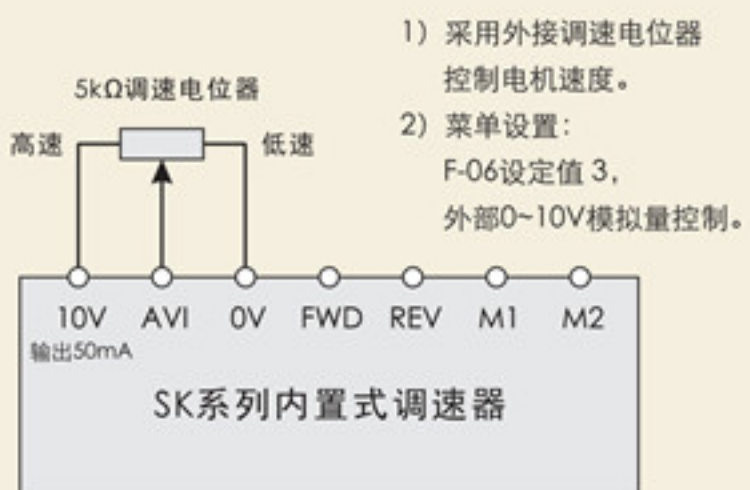 1）采用外接调速电位器
控制电机速度。
2）菜单设置：
F-06设定值 3，
外部0~10V模拟量控制。
5kΩ调速电位器
高速
低速
10V AVI 0V FWD REV M1 M2
输出50mA
SK系列内置式调速器